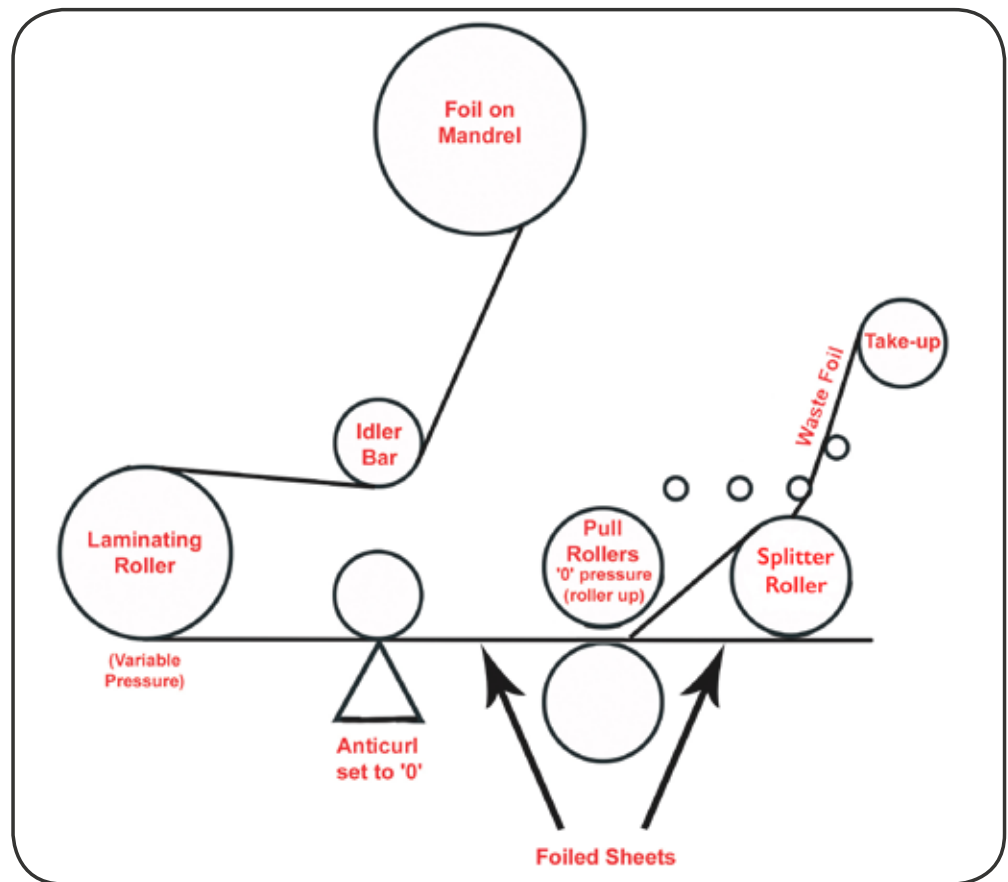 Foil on
Mandrel
Take-up
Waste Foil
Idler
Bar
Laminating
Roller
Pull
Rollers
'0' pressure
(roller up)
Splitter
Roller
(Variable
Pressure)
Anticurl
set to '0'
Foiled Sheets